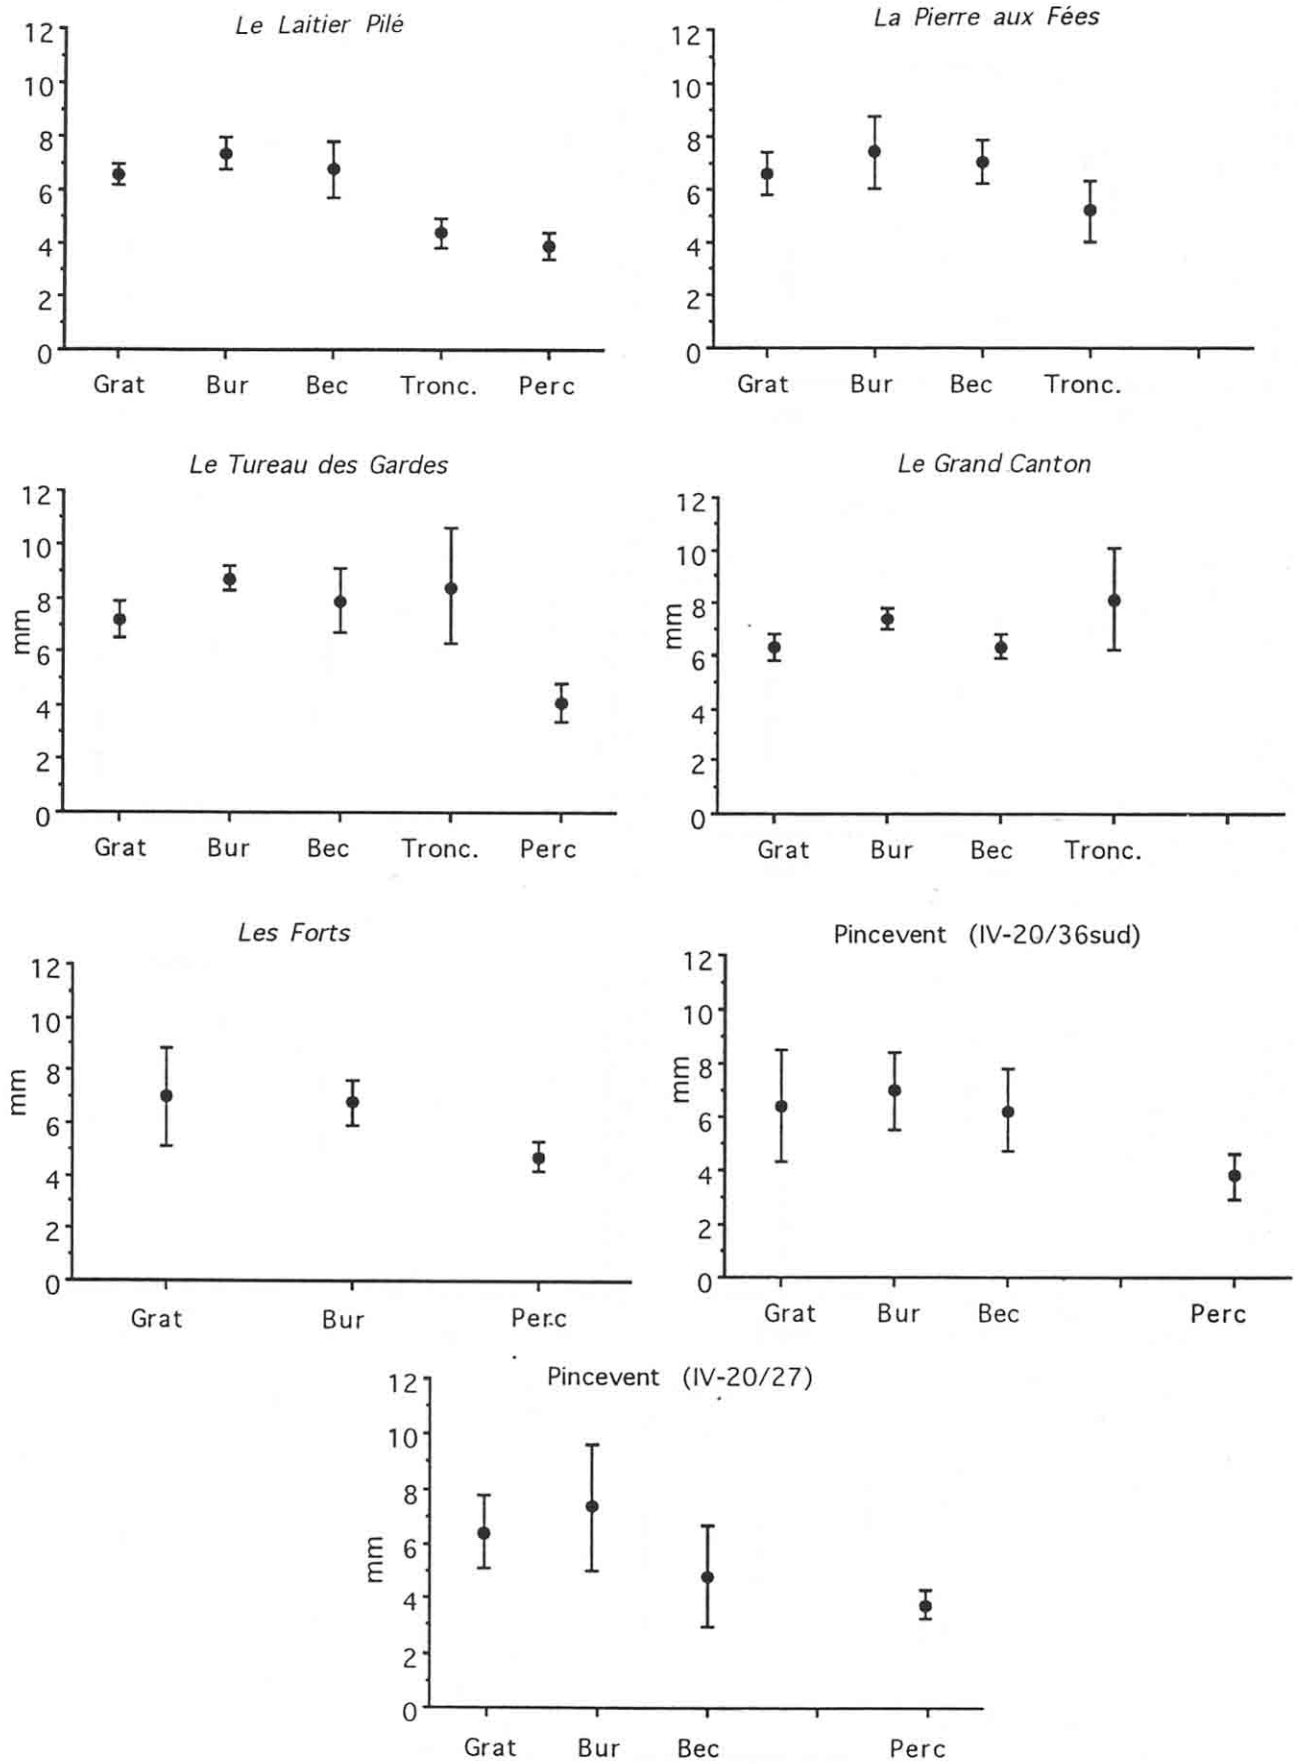 Le Laitier Pilé
12
10
8
6
4
2
0
Grat Bur Bec Tronc. Perc
La Pierre aux Fées
12
10
8
6
4
2
0
Grat Bur Bec Tronc.
Le Tureau des Gardes
12
10
8
6
4
2
0
mm
Grat Bur Bec Tronc. Perc
Le Grand Canton
12
10
8
6
4
2
0
mm
Grat Bur Bec Tronc.
Les Forts
12
10
8
6
4
2
0
mm
Grat Bur Perc
Pincevent (IV-20/36sud)
12
10
8
6
4
2
0
mm
Grat Bur Bec Perc
Pincevent (IV-20/27)
12
10
8
6
4
2
0
mm
Grat Bur Bec Perc